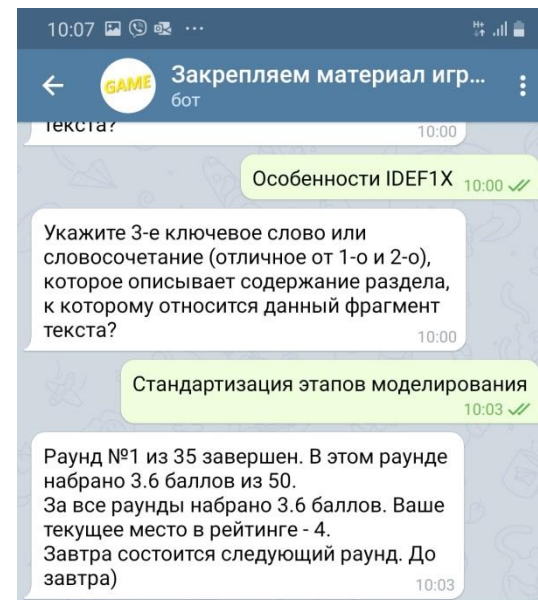 10:07
GAME
Закрепляем материал игр...
бот
текста?
10:00
Особенности IDEF1X
10:00
Укажите 3-е ключевое слово или
словосочетание (отличное от 1-о и 2-о),
которое описывает содержание раздела,
к которому относится данный фрагмент
текста?
10:00
Стандартизация этапов моделирования
10:03
Раунд №1 из 35 завершен. В этом раунде
набрано 3.6 баллов из 50.
За все раунды набрано 3.6 баллов. Ваше
текущее место в рейтинге - 4.
Завтра состоится следующий раунд. До
завтра)
10:03